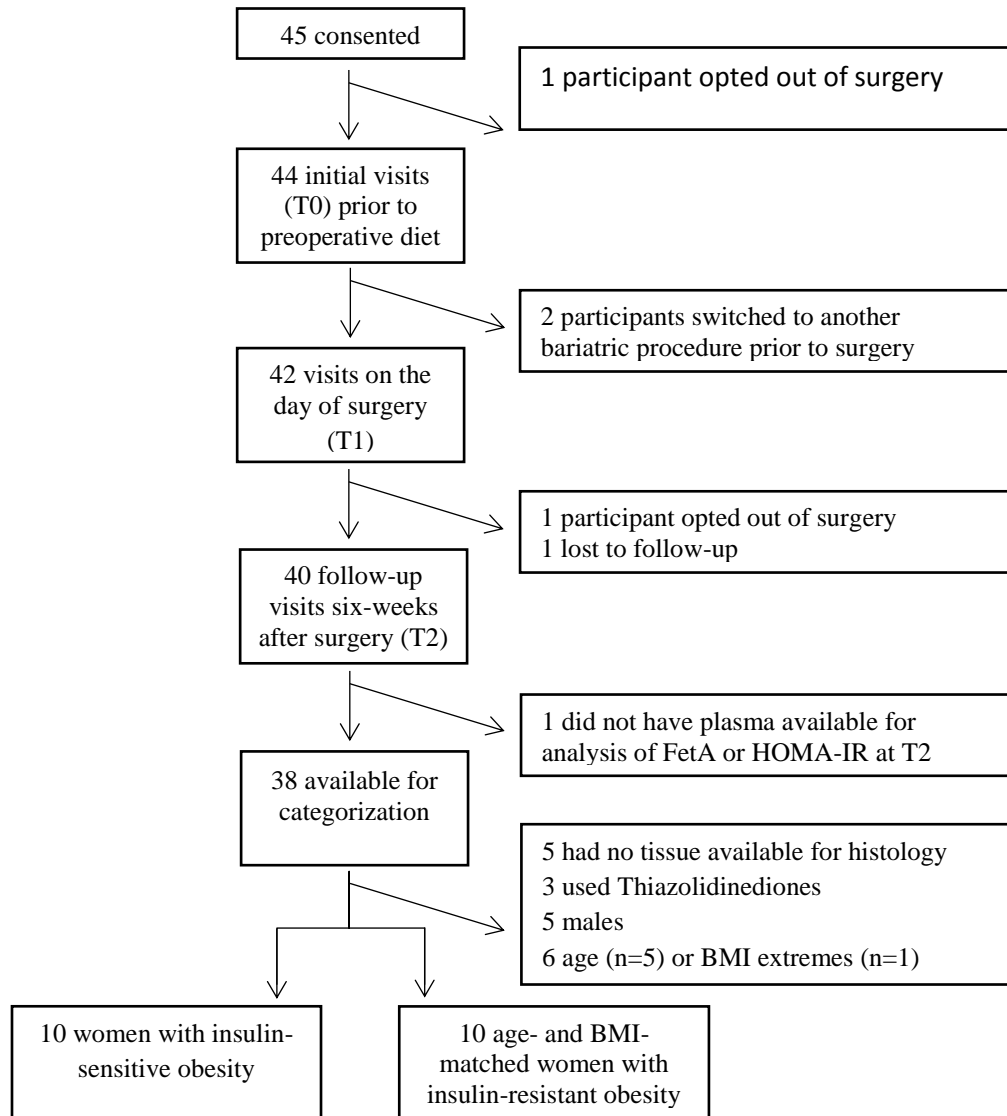 45 consented
1 participant opted out of surgery
44 initial visits
(T0) prior to
preoperative diet
2 participants switched to another
bariatric procedure prior to surgery
42 visits on the
day of surgery
(T1)
1 participant opted out of surgery
1 lost to follow-up
40 follow-up
visits six-weeks
after surgery (T2)
1 did not have plasma available for
analysis of FetA or HOMA-IR at T2
38 available for
categorization
5 had no tissue available for histology
3 used Thiazolidinediones
5 males
6 age (n=5) or BMI extremes (n=1)
10 women with insulin-
sensitive obesity
10 age- and BMI-
matched women with
insulin-resistant obesity